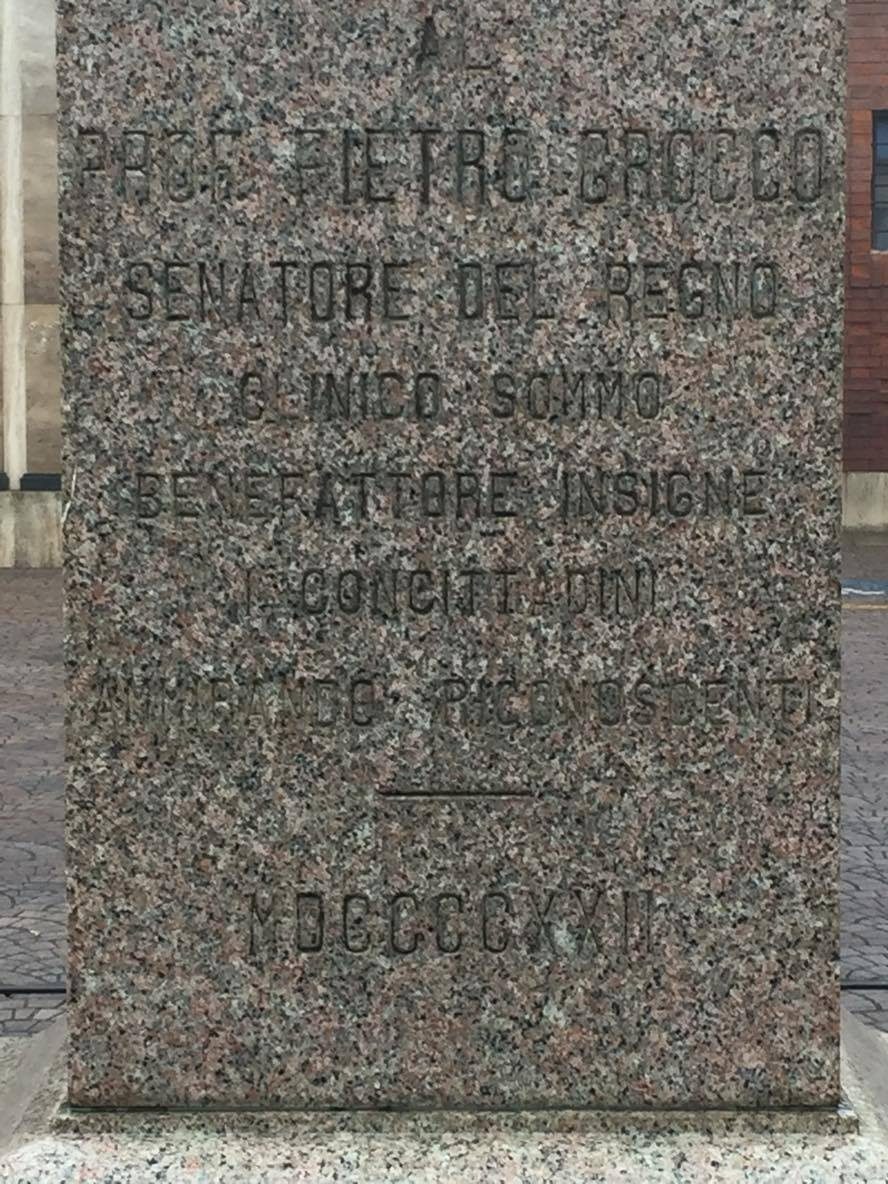 AL
PROF. PIETRO GROCCO
SENATORE DEL REGNO
CLINICO SOMMO
BENEFATTORE INSIGNE
I CONCITTADINI
AMMIRANDO RICONOSCENTI
MDCCCCXXII